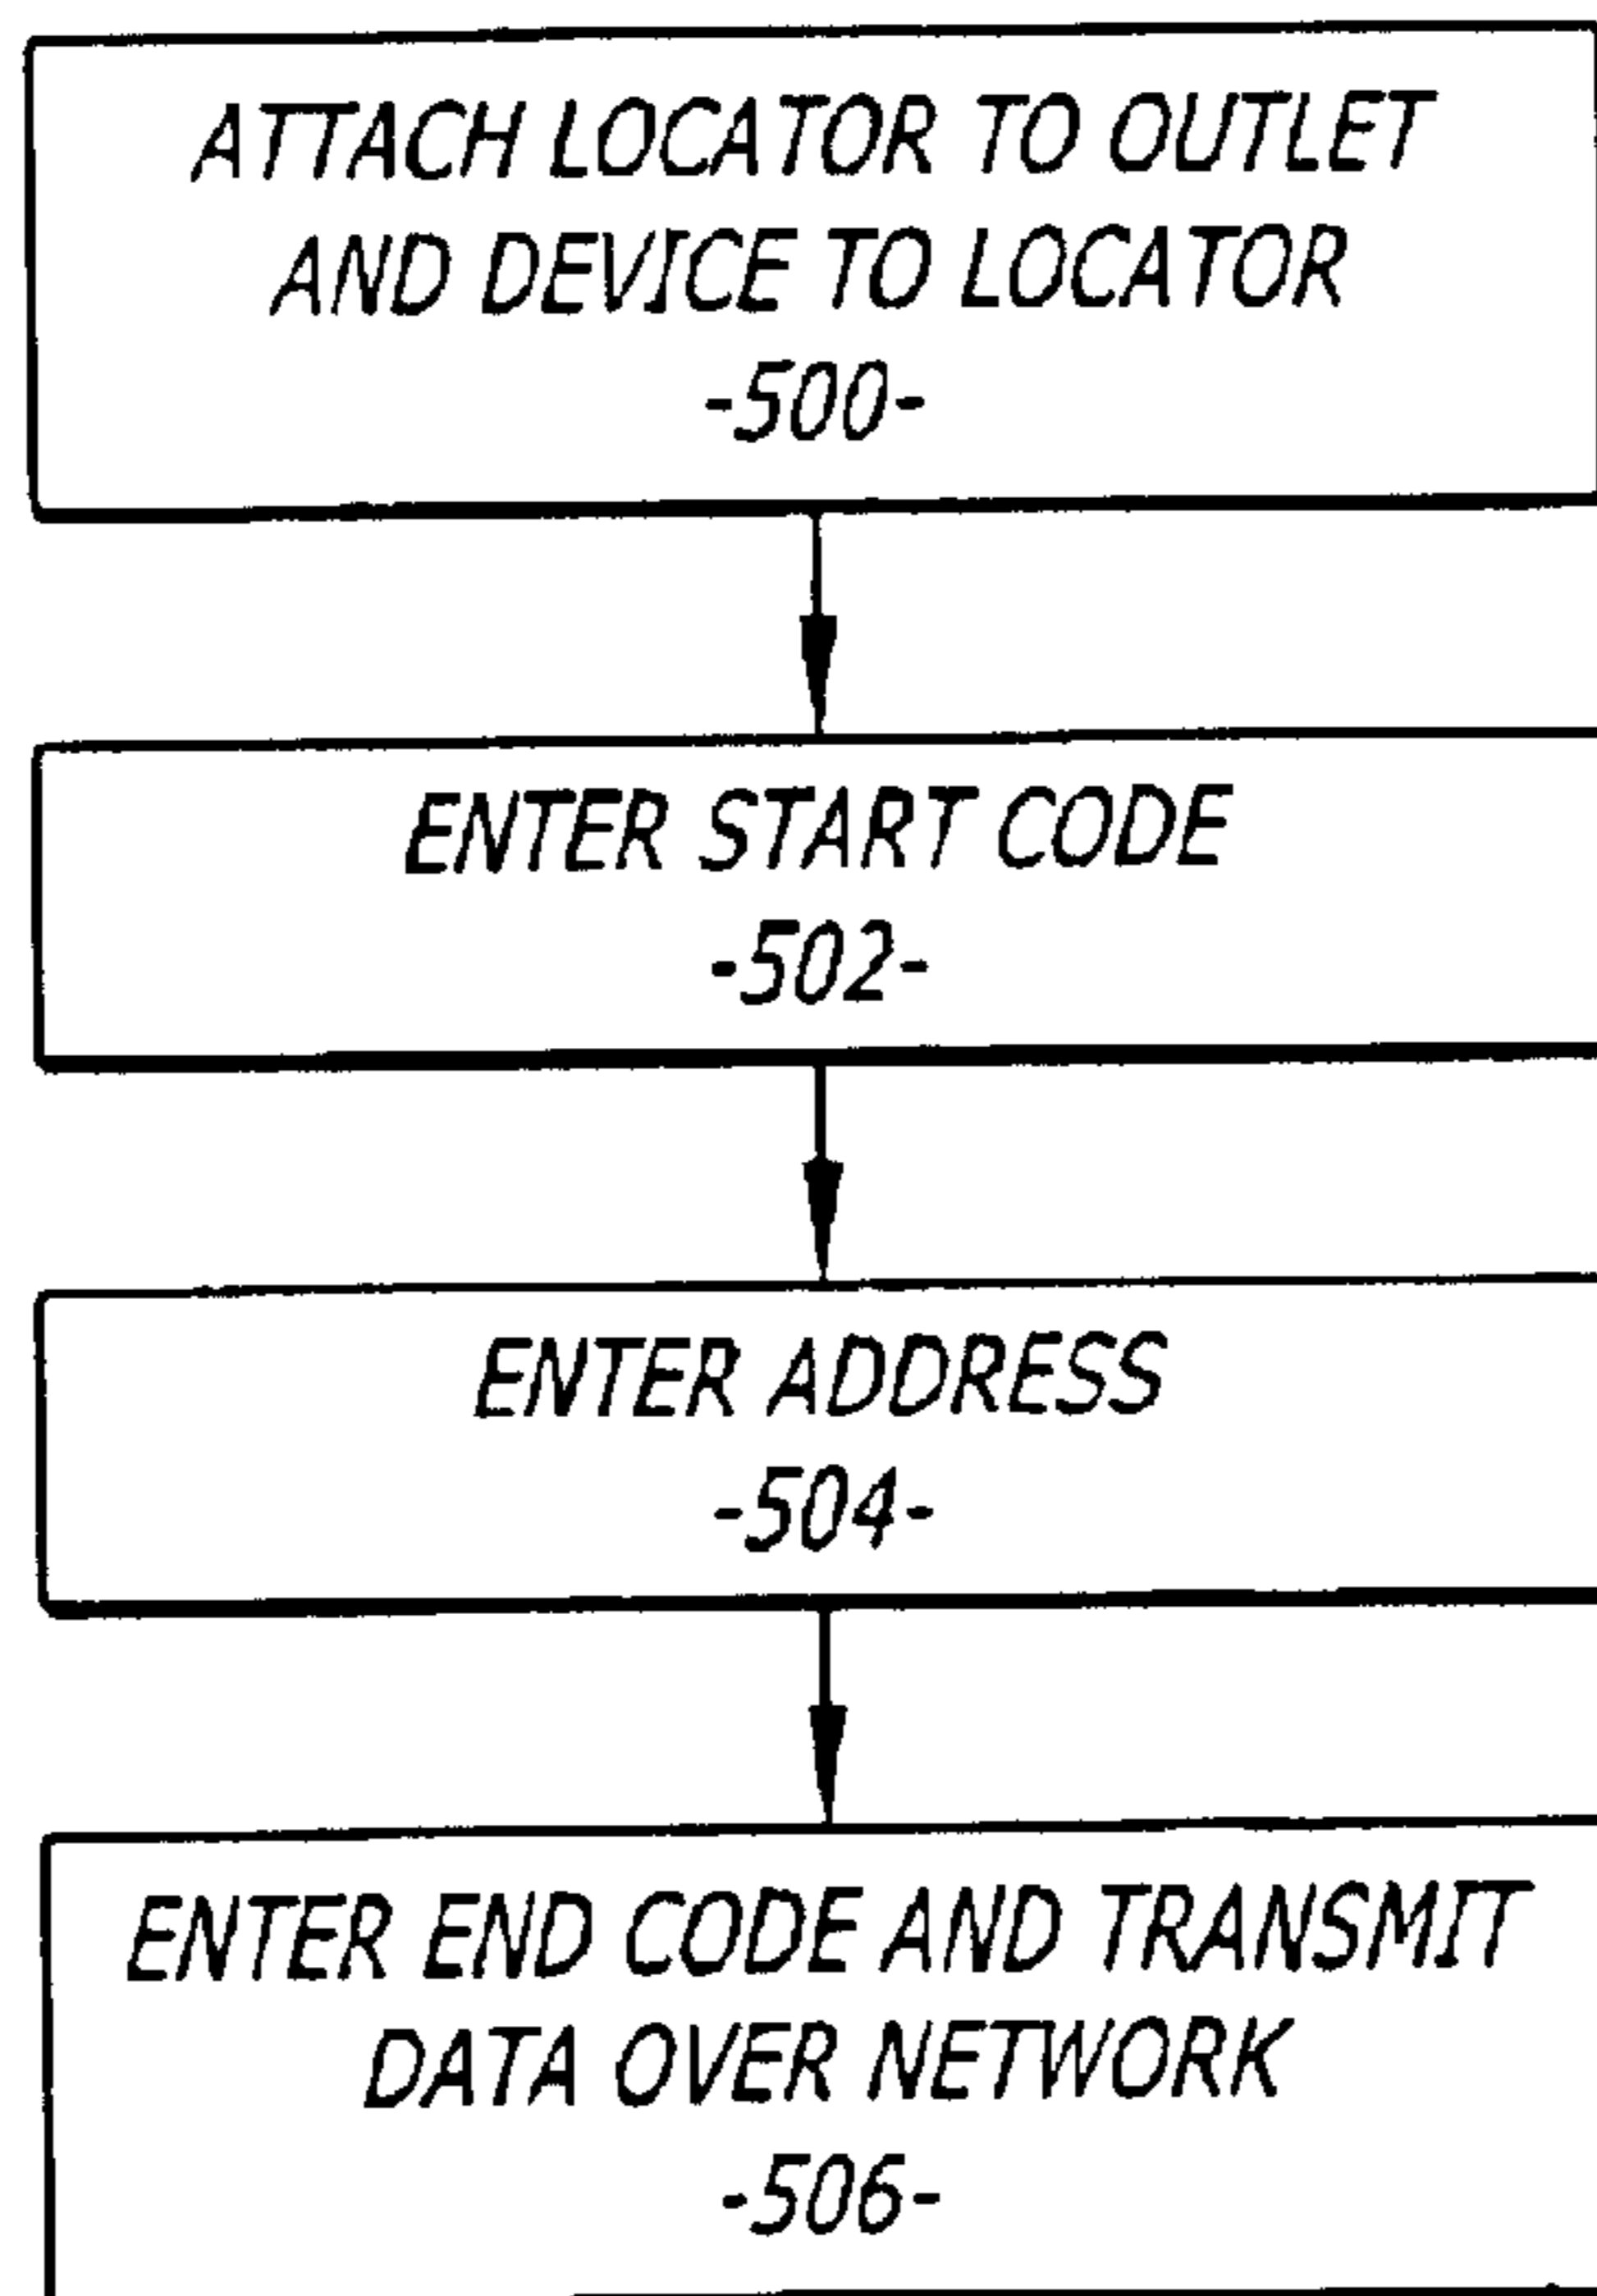 ATTACH LOCATOR TO OUTLET
AND DEVICE TO LOCATOR
-500-
ENTER START CODE
-502-
ENTER ADDRESS
-504-
ENTER END CODE AND TRANSMIT
DATA OVER NETWORK
-506-